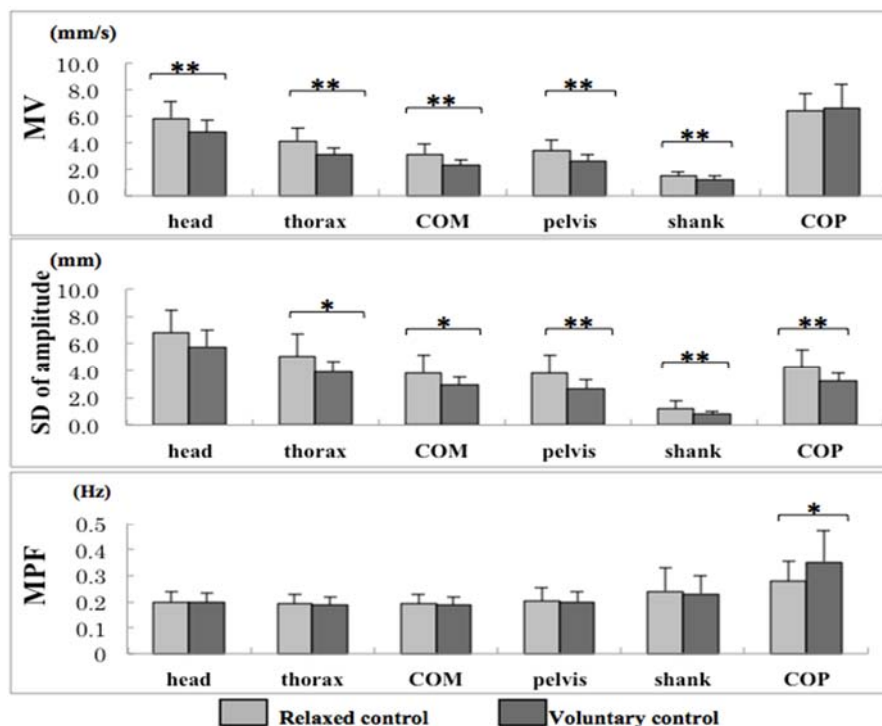 (mm/s)
MV
10.0
8.0
6.0
4.0
2.0
0.0
** ** ** ** **
head thorax COM pelvis shank COP
(mm)
SD of amplitude
10.0
8.0
6.0
4.0
2.0
0.0
* * ** ** **
head thorax COM pelvis shank COP
(Hz)
MPF
0.5
0.4
0.3
0.2
0.1
0
*
head thorax COM pelvis shank COP
Relaxed control Voluntary control